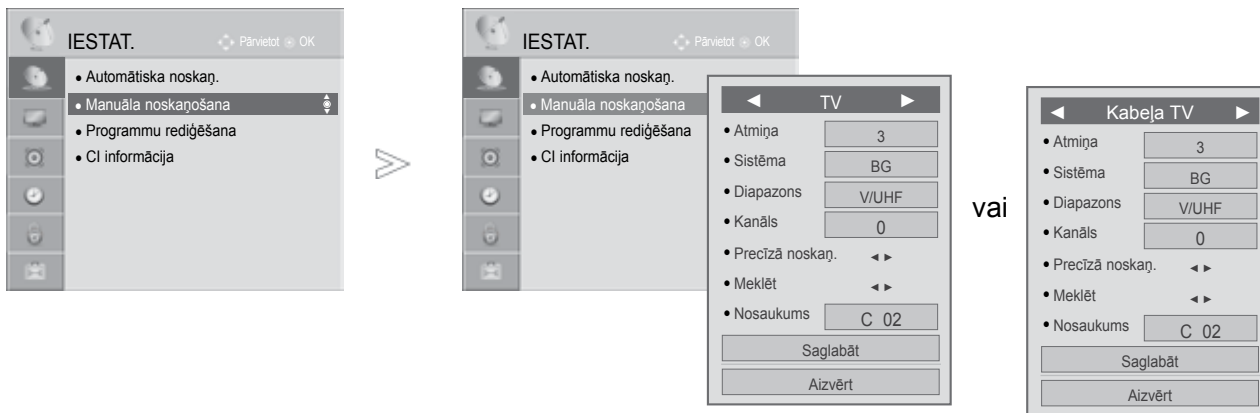 IESTAT.
Pārvietot OK
• Automātiska noskaņ.
• Manuāla noskaņošana
• Programmu rediģēšana
• CI informācija
IESTAT.
Pārvietot OK
• Automātiska noskaņ.
• Manuāla noskaņošana
• Programmu rediģēšana
• CI informācija
◄ TV ►
• Atmiņa 3
• Sistēma BG
• Diapazons V/UHF
• Kanāls 0
• Precīzā noskaņ. ◄ ►
• Meklēt ◄ ►
• Nosaukums C 02
Saglabāt
Aizvērt
vai
◄ Kabeļa TV ►
• Atmiņa 3
• Sistēma BG
• Diapazons V/UHF
• Kanāls 0
• Precīzā noskaņ. ◄ ►
• Meklēt ◄ ►
• Nosaukums C 02
Saglabāt
Aizvērt